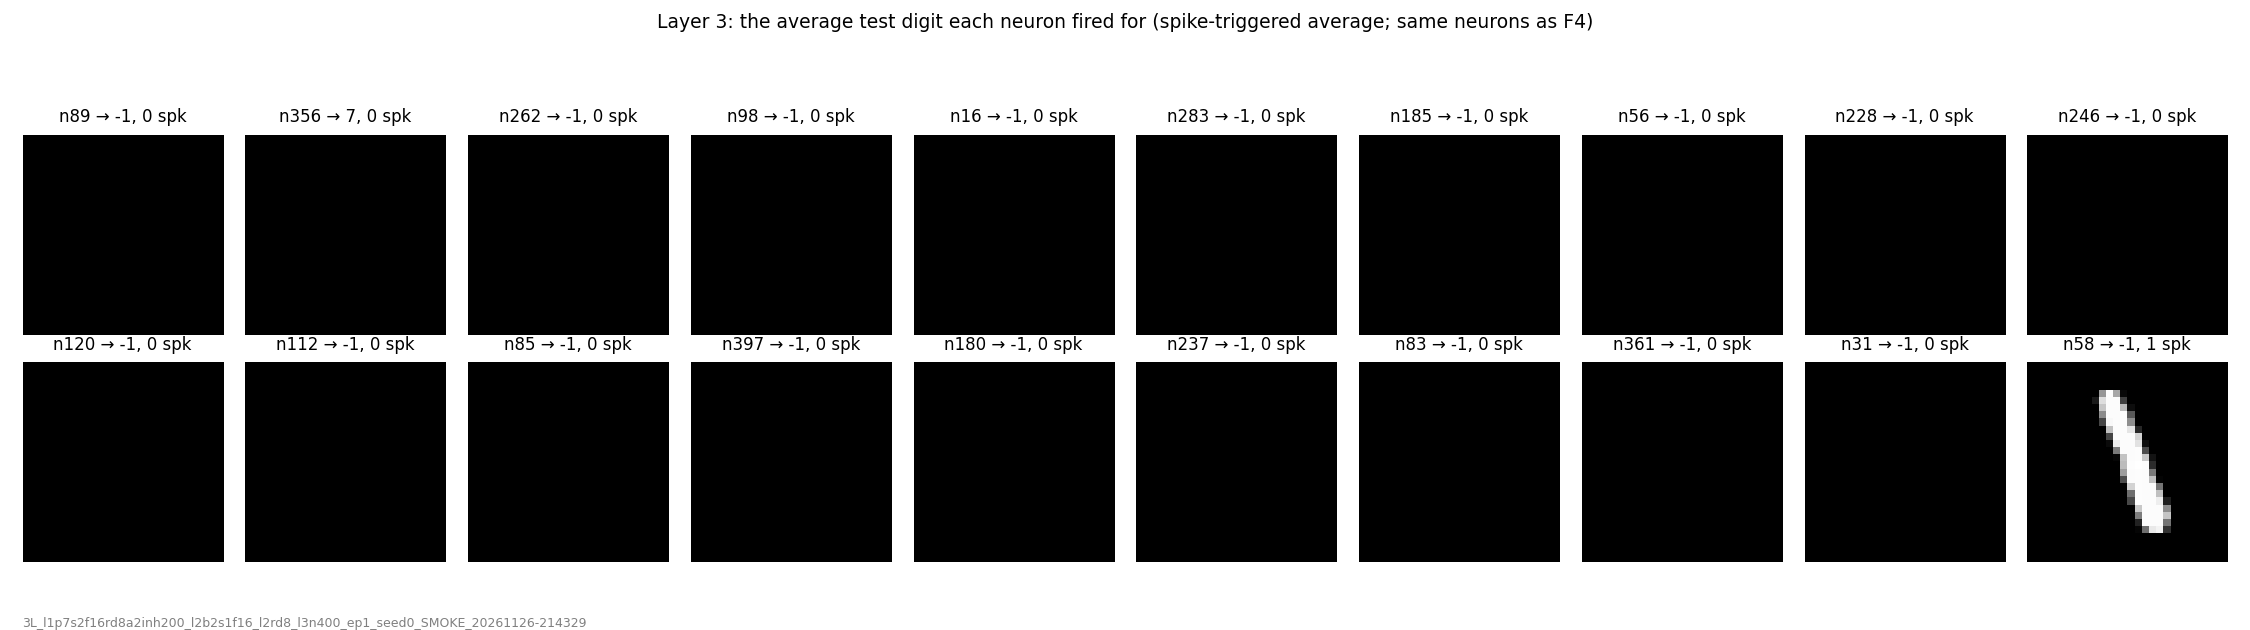 Layer 3: the average test digit each neuron fired for (spike-triggered average; same neurons as F4)
n89 → -1, 0 spk
n356 → 7, 0 spk
n262 → -1, 0 spk
n98 → -1, 0 spk
n16 → -1, 0 spk
n283 → -1, 0 spk
n185 → -1, 0 spk
n56 → -1, 0 spk
n228 → -1, 0 spk
n246 → -1, 0 spk
n120 → -1, 0 spk
n112 → -1, 0 spk
n85 → -1, 0 spk
n397 → -1, 0 spk
n180 → -1, 0 spk
n237 → -1, 0 spk
n83 → -1, 0 spk
n361 → -1, 0 spk
n31 → -1, 0 spk
n58 → -1, 1 spk
3L_l1p7s2f16rd8a2inh200_l2b2s1f16_l2rd8_l3n400_ep1_seed0_SMOKE_20261126-214329